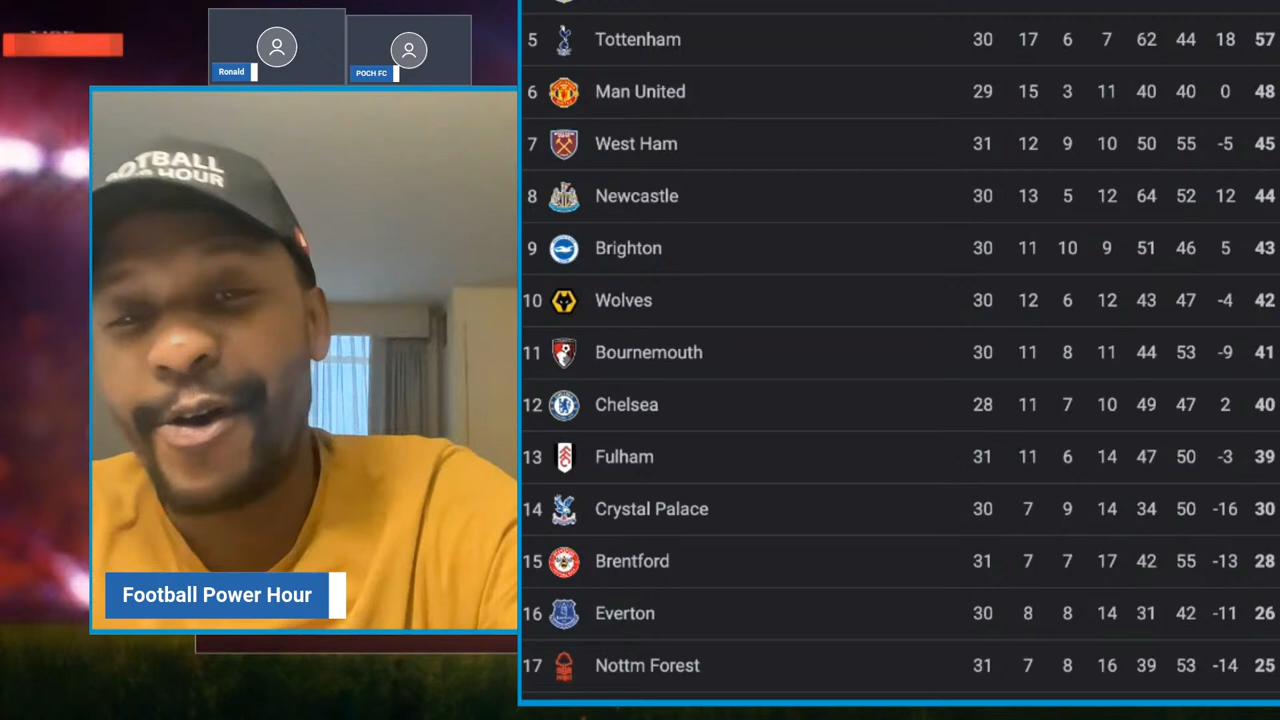 Ronald
POCH FC
OTBALL
HOUR
Football Power Hour
5 Tottenham 30 17 6 7 62 44 18 57
6 Man United 29 15 3 11 40 40 0 48
7 West Ham 31 12 9 10 50 55 -5 45
8 Newcastle 30 13 5 12 64 52 12 44
9 Brighton 30 11 10 9 51 46 5 43
10 Wolves 30 12 6 12 43 47 -4 42
11 Bournemouth 30 11 8 11 44 53 -9 41
12 Chelsea 28 11 7 10 49 47 2 40
13 Fulham 31 11 6 14 47 50 -3 39
14 Crystal Palace 30 7 9 14 34 50 -16 30
15 Brentford 31 7 7 17 42 55 -13 28
16 Everton 30 8 8 14 31 42 -11 26
17 Nottm Forest 31 7 8 16 39 53 -14 25